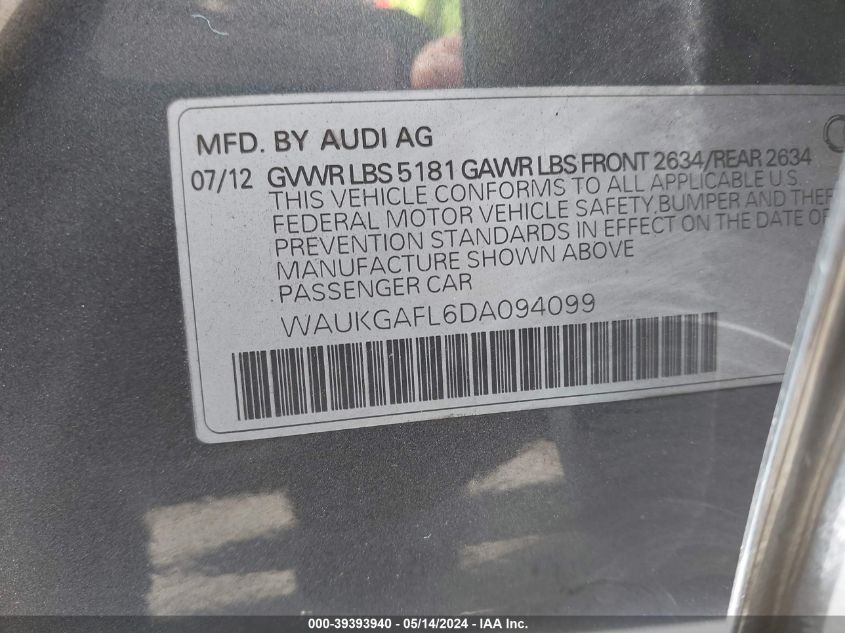 MFD. BY AUDI AG
07/12 GVWR LBS 5181 GAWR LBS FRONT 2634/REAR 2634
THIS VEHICLE CONFORMS TO ALL APPLICABLE U.S.
FEDERAL MOTOR VEHICLE SAFETY, BUMPER AND THEF
PREVENTION STANDARDS IN EFFECT ON THE DATE OF
MANUFACTURE SHOWN ABOVE
PASSENGER CAR
WAUKGAFL6DA094099
000-39393940 - 05/14/2024 - IAA Inc.